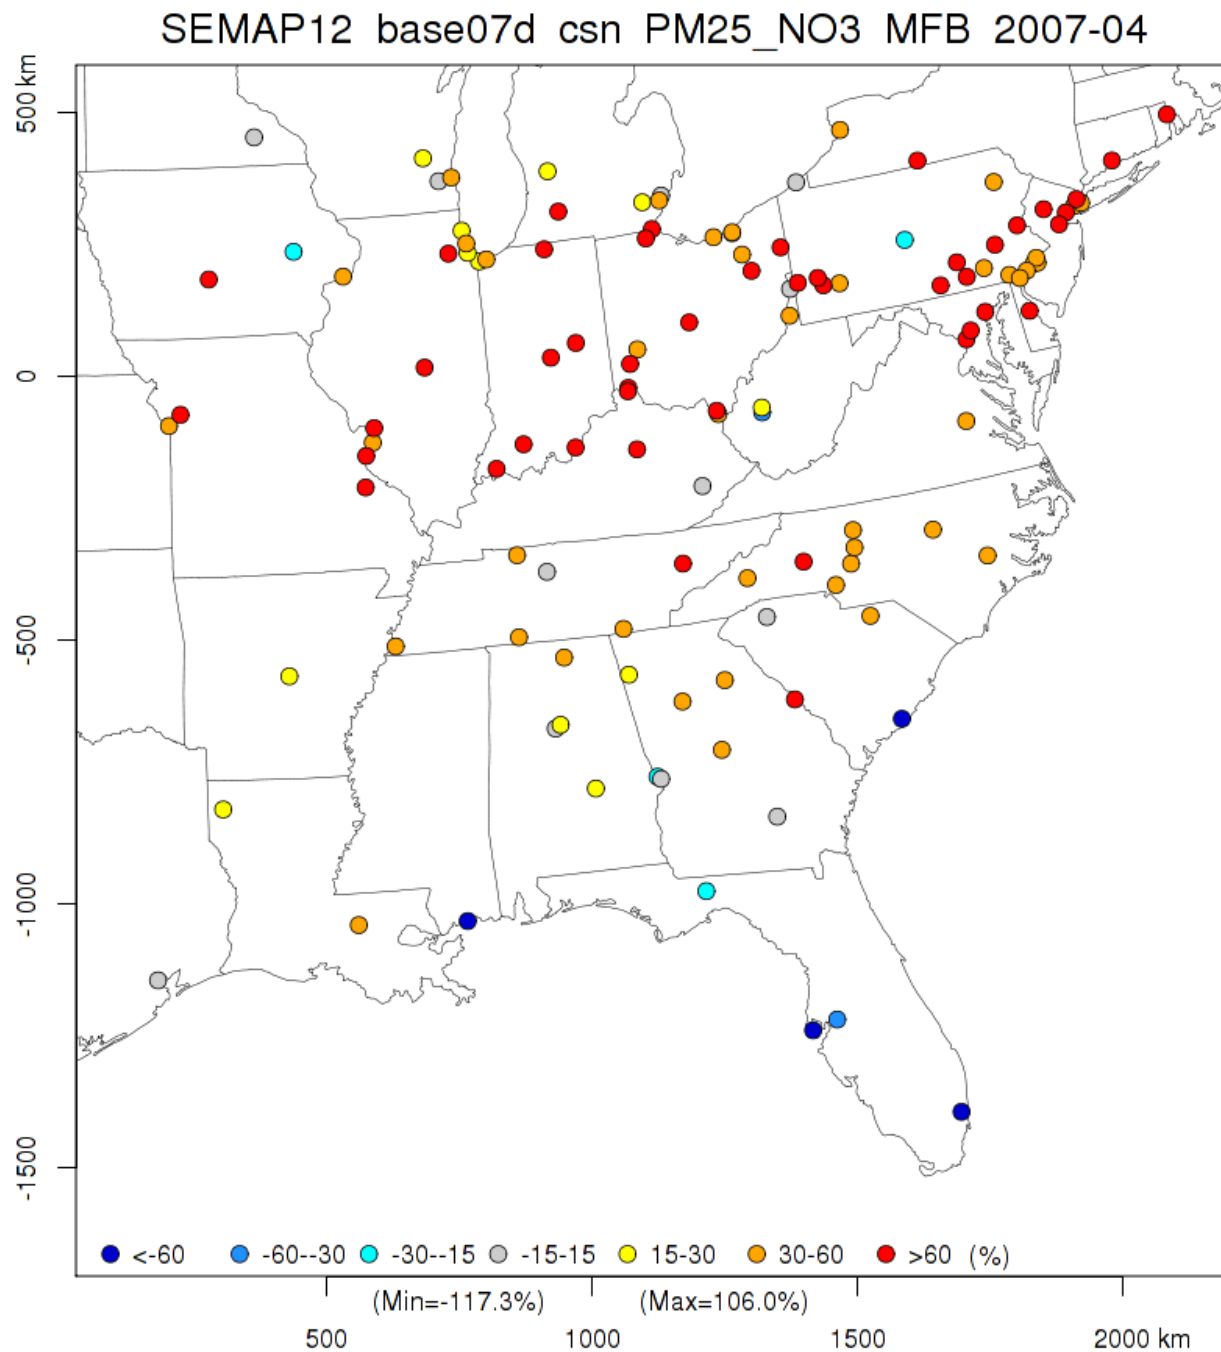 SEMAP12 base07d csn PM25_NO3 MFB 2007-04
500 km
0
-500
-1000
-1500
<-60 -60--30 -30--15 -15-15 15-30 30-60 >60 (%)
(Min=-117.3%) (Max=106.0%)
500 1000 1500 2000 km